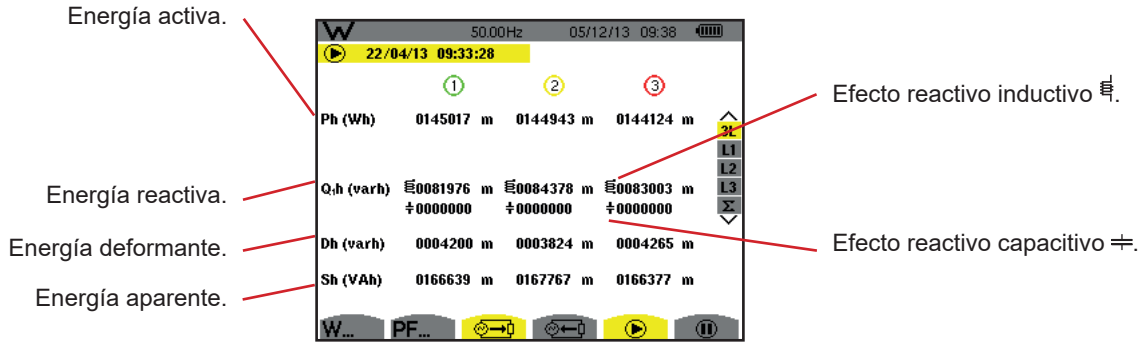 Energía activa.
W 50.00Hz 05/12/13 09:38
22/04/13 09:33:28
1 2 3
Ph (Wh) 0145017 m 0144943 m 0144124 m
3L
L1
L2
L3
Σ
Efecto reactivo inductivo.
Energía reactiva.
Q₁h (varh) 0081976 m 0084378 m 0083003 m
0000000 0000000 0000000
Energía deformante.
Dh (varh) 0004200 m 0003824 m 0004265 m
Efecto reactivo capacitivo.
Energía aparente.
Sh (VAh) 0166639 m 0167767 m 0166377 m
W... PF...